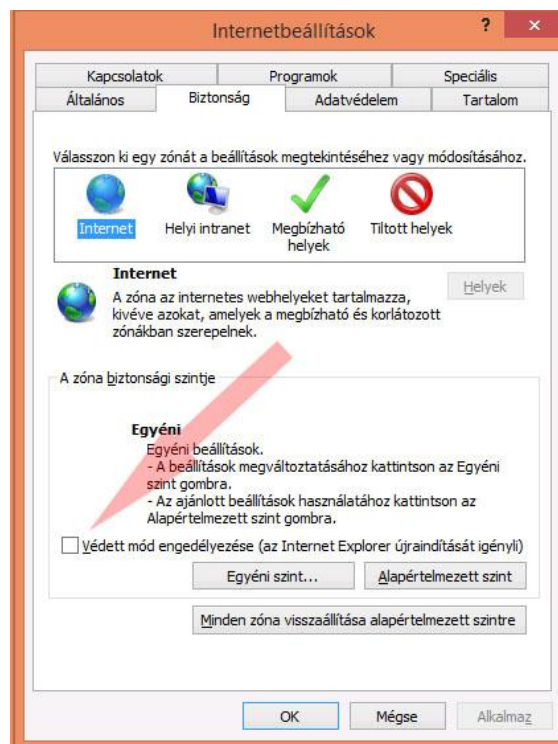 Internetbeállítások
?
×
Kapcsolatok Programok Speciális
Általános Biztonság Adatvédelem Tartalom
Válasszon ki egy zónát a beállítások megtekintéséhez vagy módosításához.
Internet Helyi intranet Megbízható helyek Tiltott helyek
Internet
A zóna az internetes webhelyeket tartalmazza,
kivéve azokat, amelyek a megbízható és korlátozott
zónákban szerepelnek.
Helyek
A zóna biztonsági szintje
Egyéni
Egyéni beállítások.
- A beállítások megváltoztatásához kattintson az Egyéni
szint gombra.
- Az ajánlott beállítások használatához kattintson az
Alapértelmezett szint gombra.
Védett mód engedélyezése (az Internet Explorer újraindítását igényli)
Egyéni szint... Alapértelmezett szint
Minden zóna visszaállítása alapértelmezett szintre
OK Mégse Alkalmaz